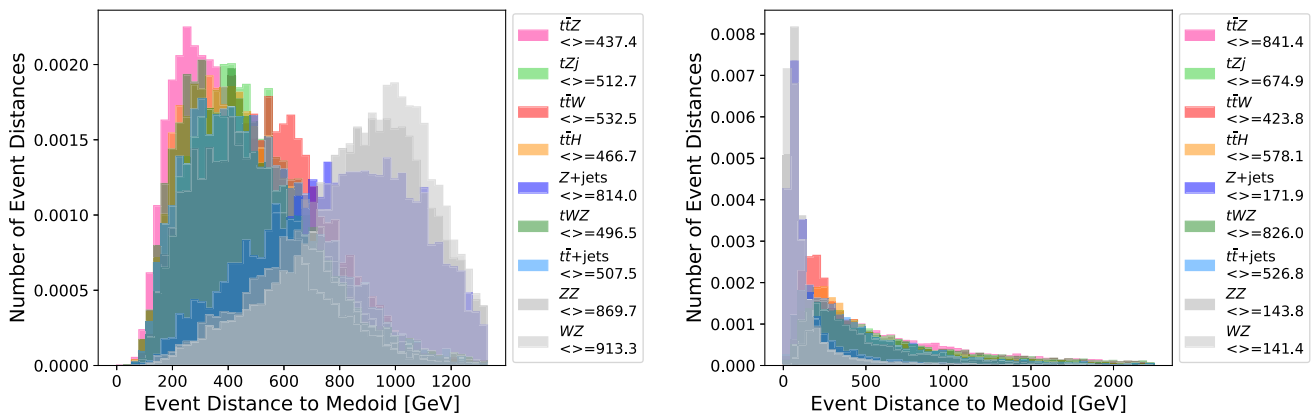 Number of Event Distances
0.0020
0.0015
0.0010
0.0005
0.0000
0 200 400 600 800 1000 1200
Event Distance to Medoid [GeV]
tt̄Z
<>=437.4
tZj
<>=512.7
tt̄W
<>=532.5
tt̄H
<>=466.7
Z+jets
<>=814.0
tWZ
<>=496.5
tt̄+jets
<>=507.5
ZZ
<>=869.7
WZ
<>=913.3
Number of Event Distances
0.008
0.007
0.006
0.005
0.004
0.003
0.002
0.001
0.000
0 500 1000 1500 2000
Event Distance to Medoid [GeV]
tt̄Z
<>=841.4
tZj
<>=674.9
tt̄W
<>=423.8
tt̄H
<>=578.1
Z+jets
<>=171.9
tWZ
<>=826.0
tt̄+jets
<>=526.8
ZZ
<>=143.8
WZ
<>=141.4